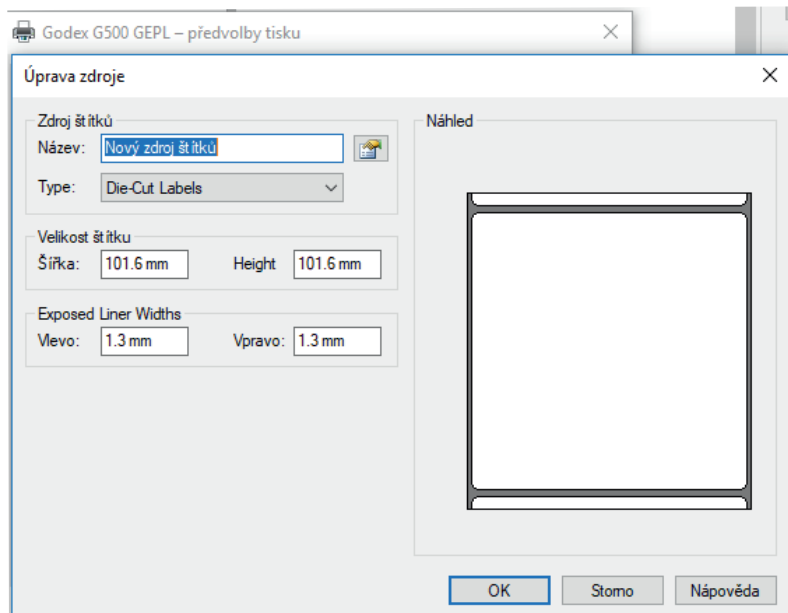 Godex G500 GEPL – předvolby tisku
Úprava zdroje
Zdroj štítků
Název: Nový zdroj štítků
Type: Die-Cut Labels
Velikost štítku
Šířka: 101.6 mm Height 101.6 mm
Exposed Liner Widths
Vlevo: 1.3 mm Vpravo: 1.3 mm
Náhled
OK Storno Nápověda